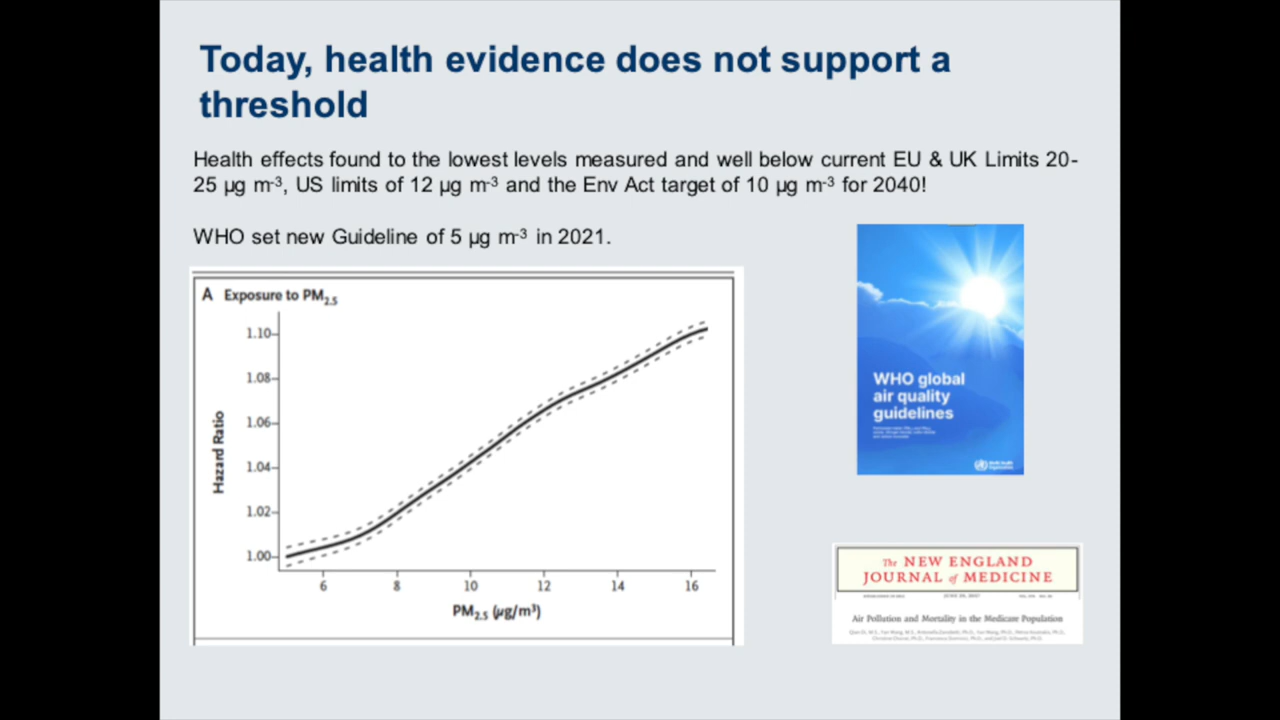 Today, health evidence does not support a
threshold
Health effects found to the lowest levels measured and well below current EU & UK Limits 20-
25 µg m-³, US limits of 12 µg m-³ and the Env Act target of 10 µg m-³ for 2040!
WHO set new Guideline of 5 µg m-³ in 2021.
A Exposure to PM2.5
1.10
1.08
1.06
1.04
1.02
1.00
Hazard Ratio
6 8 10 12 14 16
PM2.5 (µg/m³)
WHO global
air quality
guidelines
The NEW ENGLAND
JOURNAL of MEDICINE
Air Pollution and Mortality in the Medicare Population